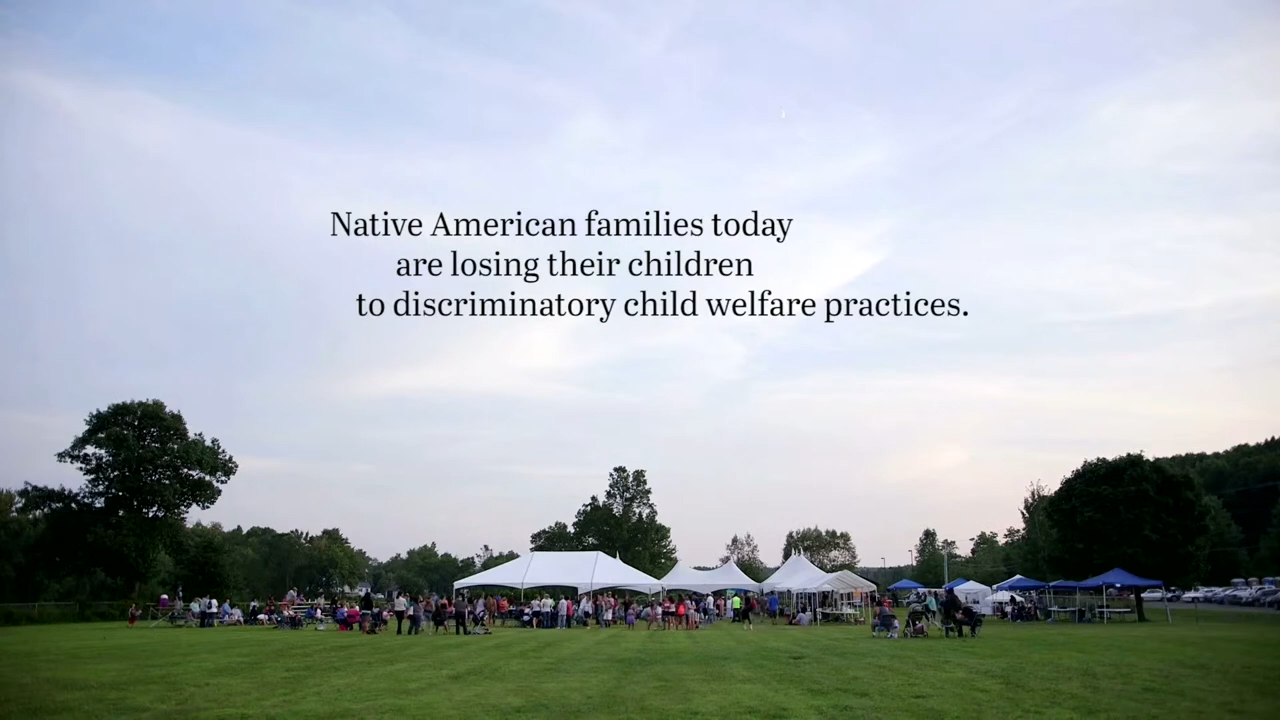 Native American families today
are losing their children
to discriminatory child welfare practices.